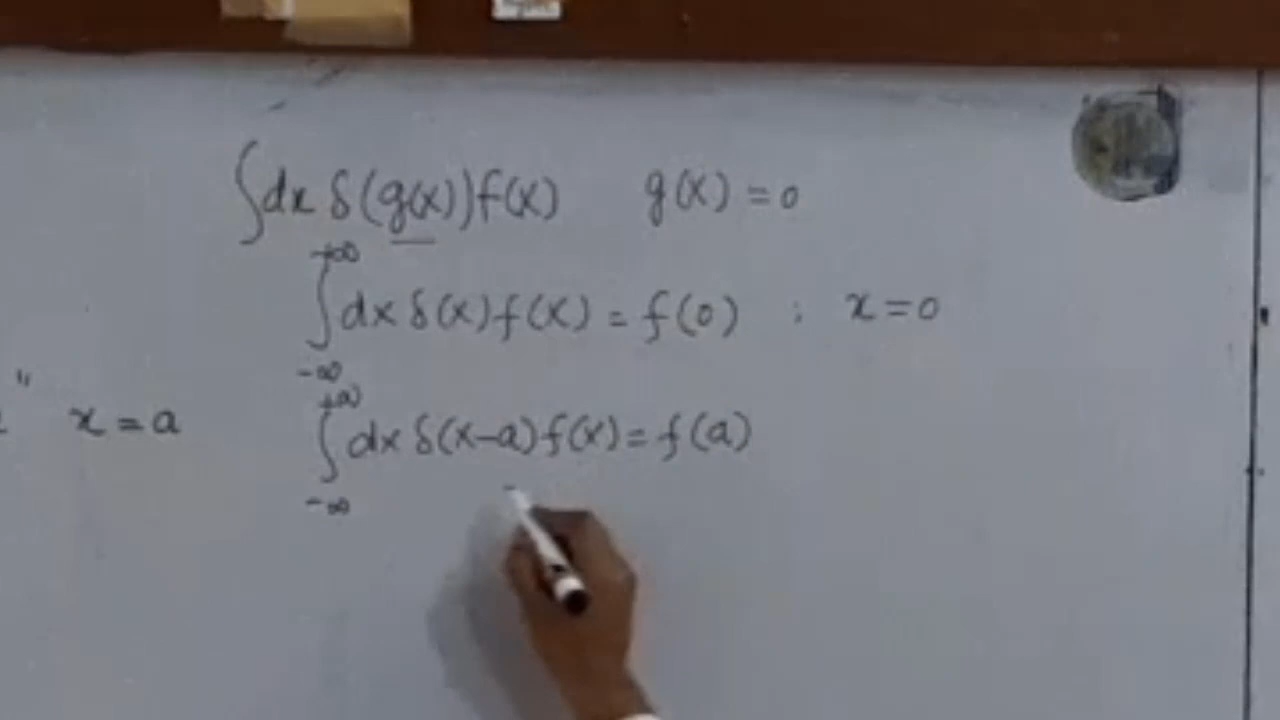 ∫dx δ(g(x))f(x)    g(x) = 0
∫_{-∞}^{+∞} dx δ(x)f(x) = f(0)   :   x = 0
" x = a    ∫_{-∞}^{+∞} dx δ(x-a)f(x) = f(a)